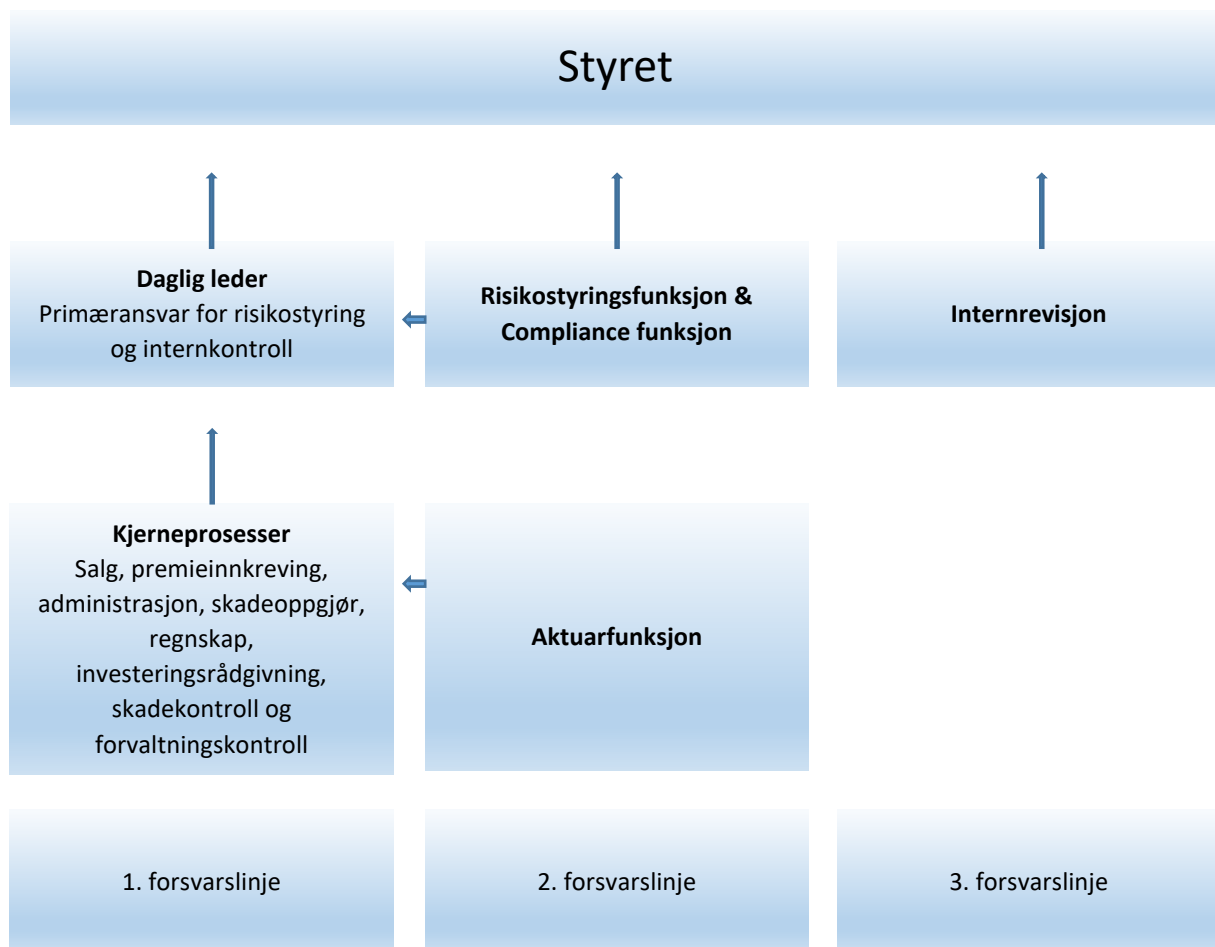 Styret
Daglig leder
Primæransvar for risikostyring
og internkontroll
Risikostyringsfunksjon &
Compliance funksjon
Internrevisjon
Kjerneprosesser
Salg, premieinnkreving,
administrasjon, skadeoppgjør,
regnskap,
investeringsrådgivning,
skadekontroll og
forvaltningskontroll
Aktuarfunksjon
1. forsvarslinje
2. forsvarslinje
3. forsvarslinje